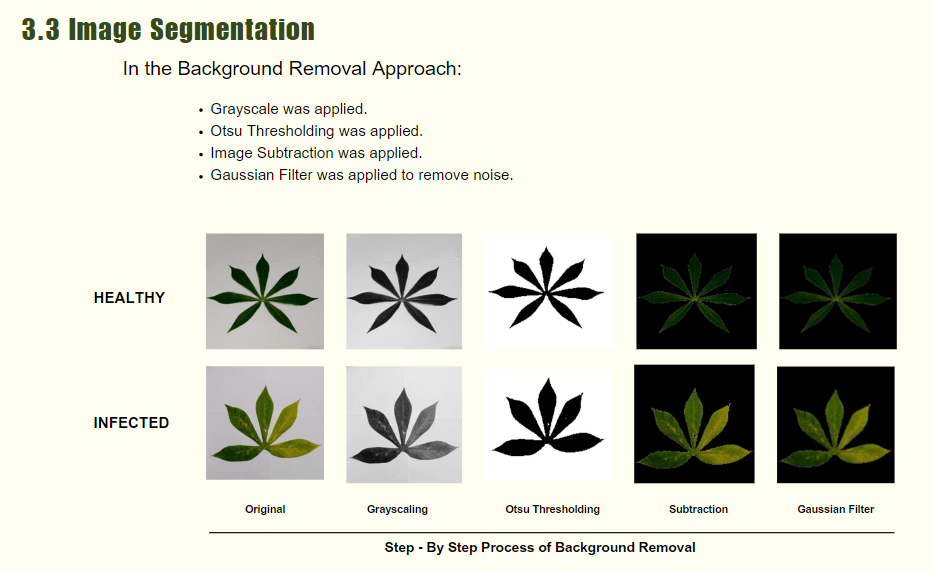 3.3 Image Segmentation
In the Background Removal Approach:
• Grayscale was applied.
• Otsu Thresholding was applied.
• Image Subtraction was applied.
• Gaussian Filter was applied to remove noise.
HEALTHY
INFECTED
Original Grayscaling Otsu Thresholding Subtraction Gaussian Filter
Step - By Step Process of Background Removal